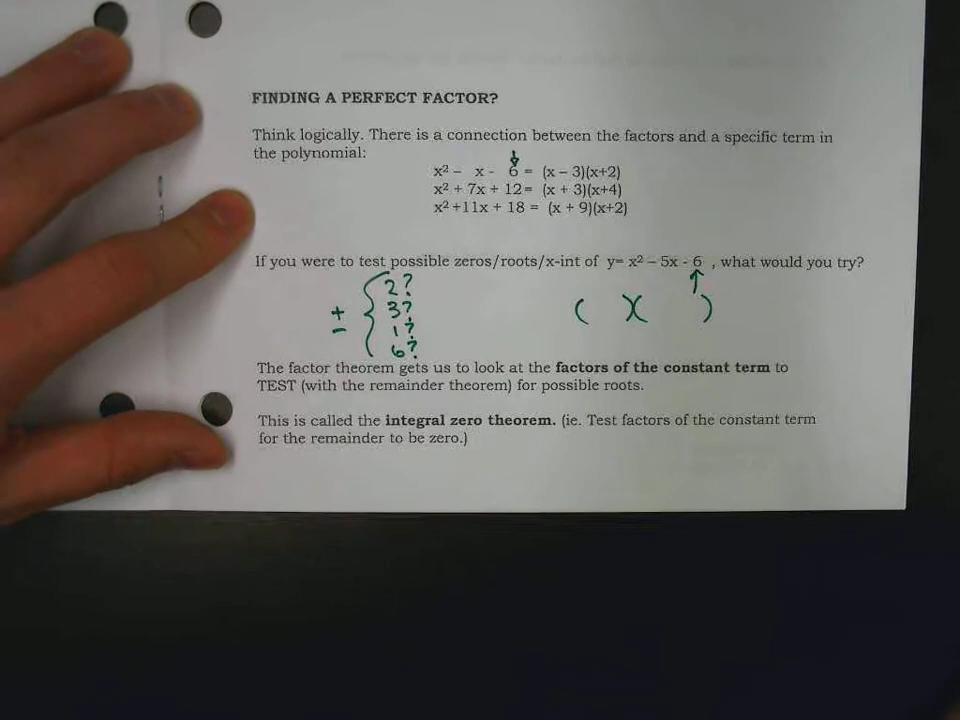 FINDING A PERFECT FACTOR?
Think logically. There is a connection between the factors and a specific term in
the polynomial:
x² – x - 6 = (x – 3)(x+2)
x² + 7x + 12= (x + 3)(x+4)
x² +11x + 18 = (x + 9)(x+2)
If you were to test possible zeros/roots/x-int of y= x² – 5x - 6 , what would you try?
± { 2?
3?
1?
6?
( x )
The factor theorem gets us to look at the factors of the constant term to
TEST (with the remainder theorem) for possible roots.
This is called the integral zero theorem. (ie. Test factors of the constant term
for the remainder to be zero.)